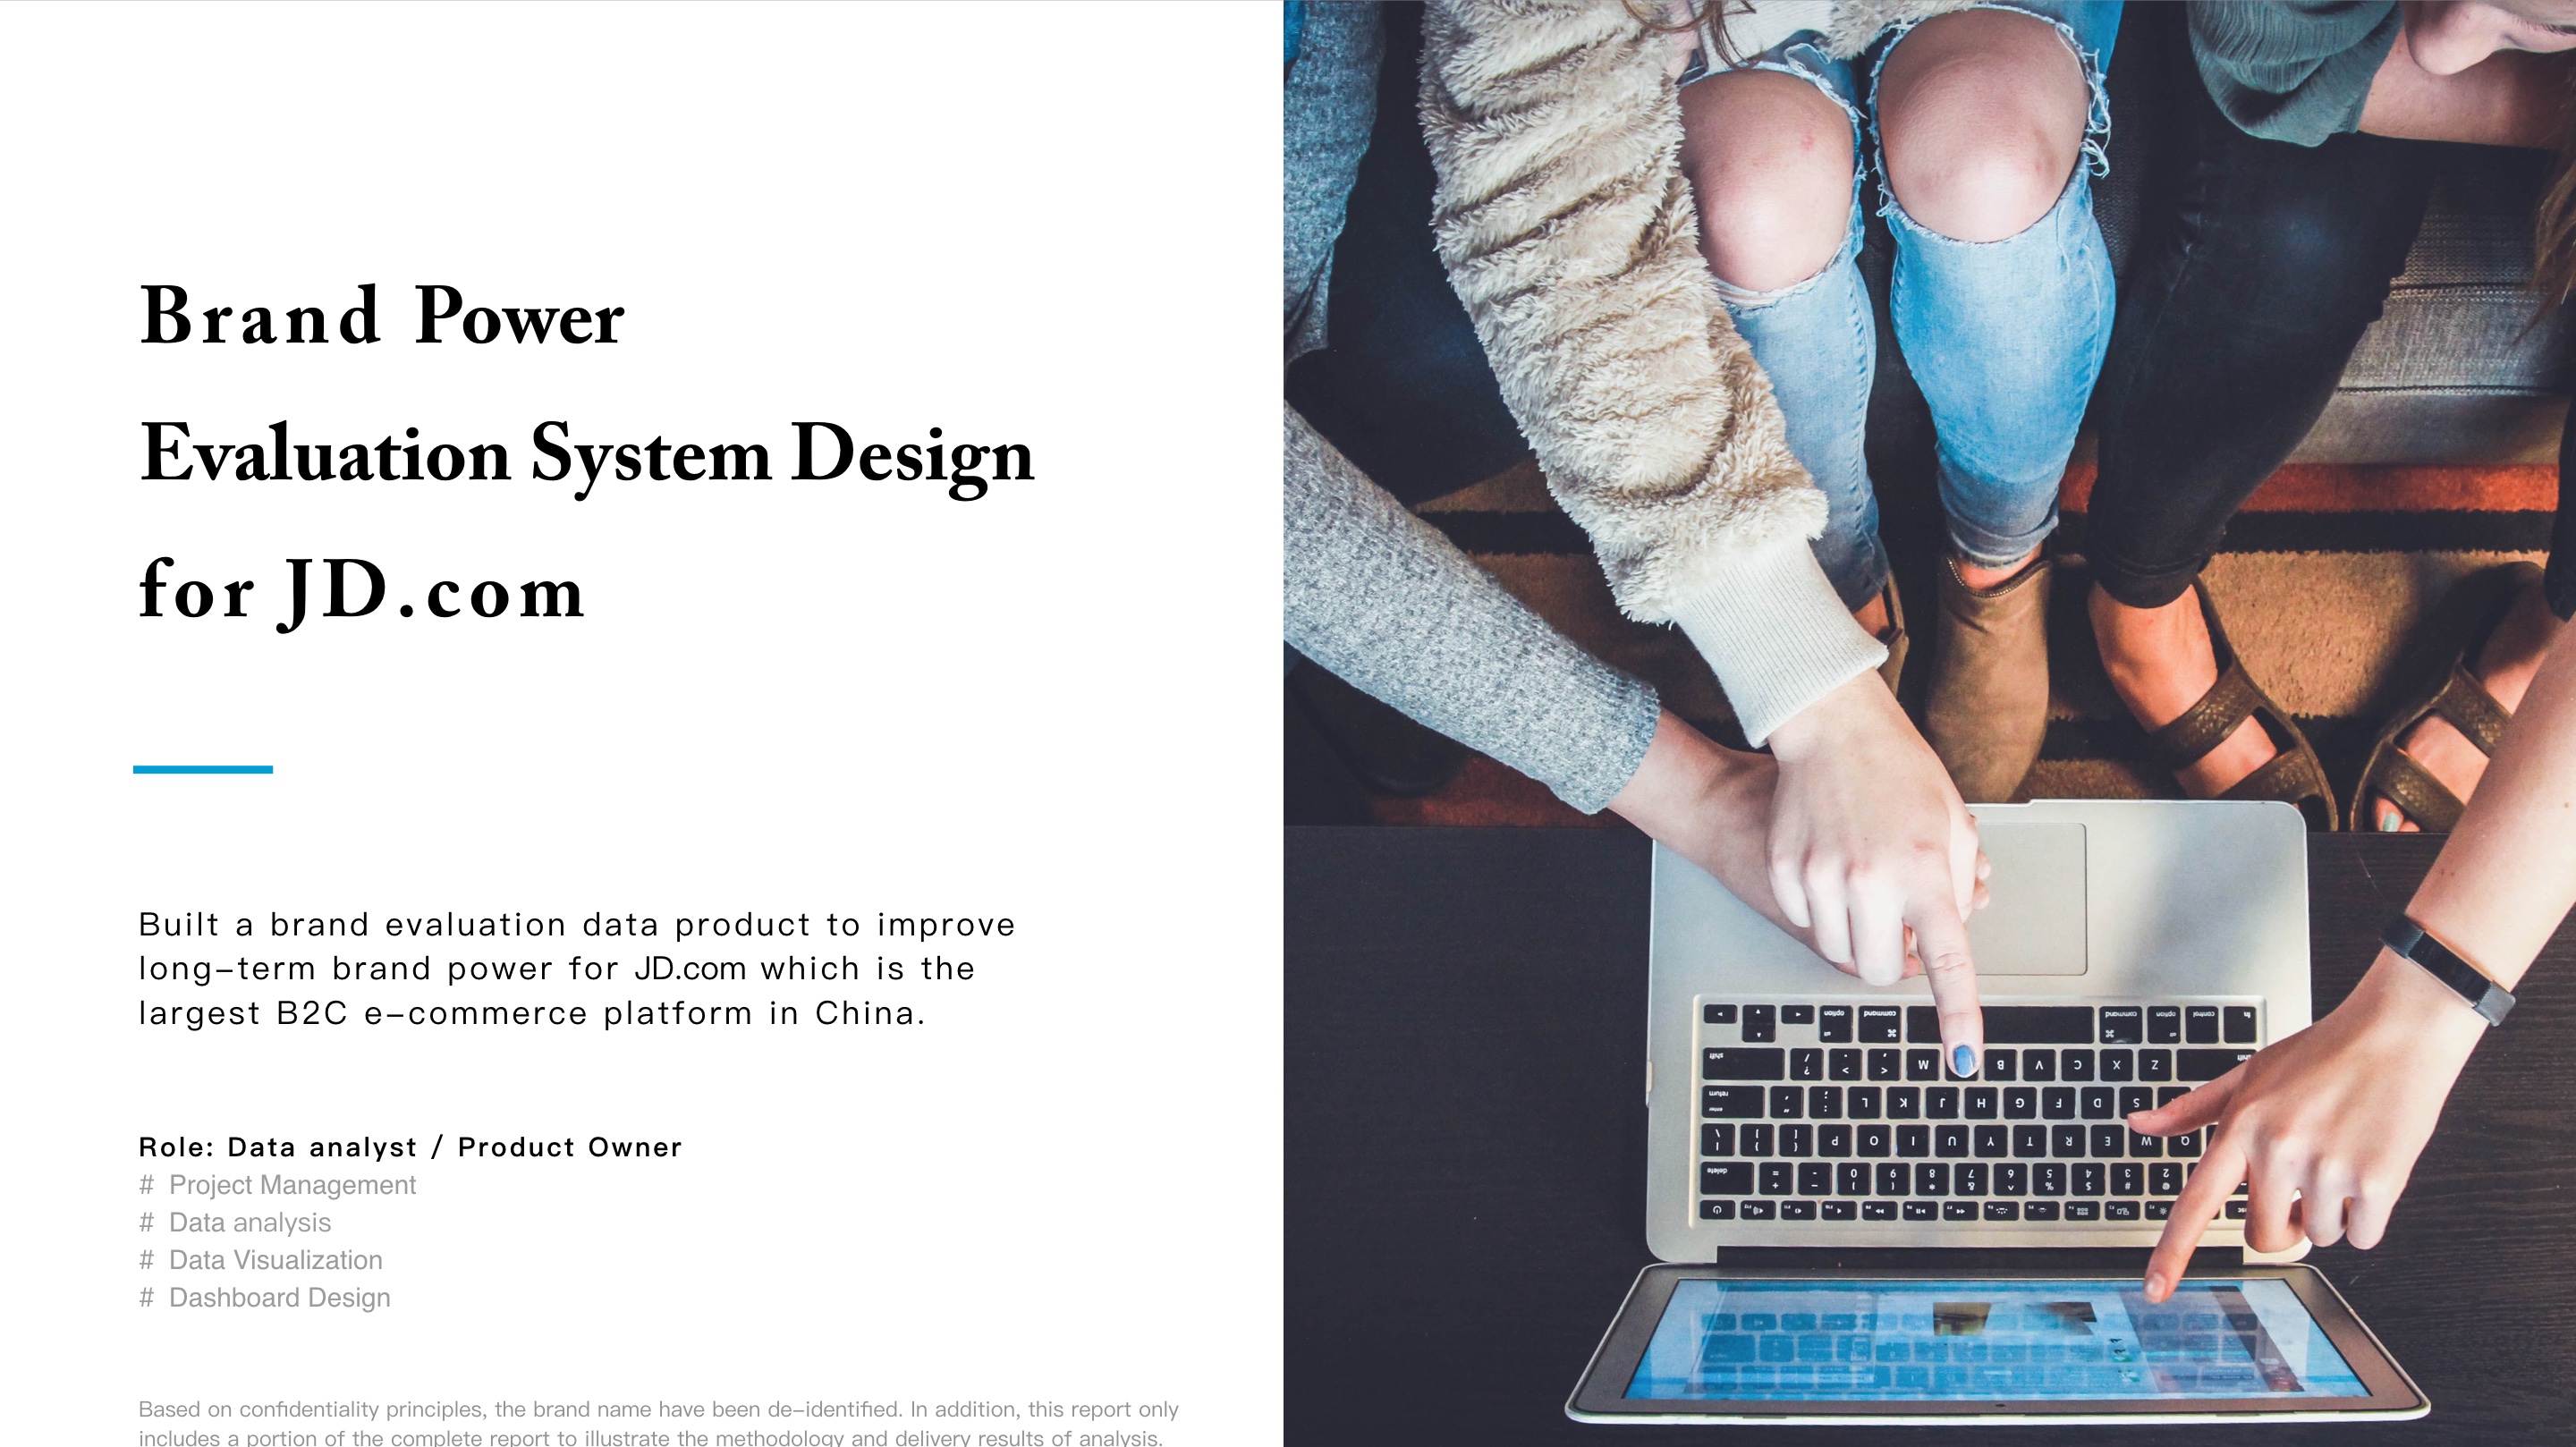 Brand Power
Evaluation System Design
for JD.com
Built a brand evaluation data product to improve
long–term brand power for JD.com which is the
largest B2C e–commerce platform in China.
Role: Data analyst / Product Owner
# Project Management
# Data analysis
# Data Visualization
# Dashboard Design
Based on confidentiality principles, the brand name have been de–identified. In addition, this report only
includes a portion of the complete report to illustrate the methodology and delivery results of analysis.